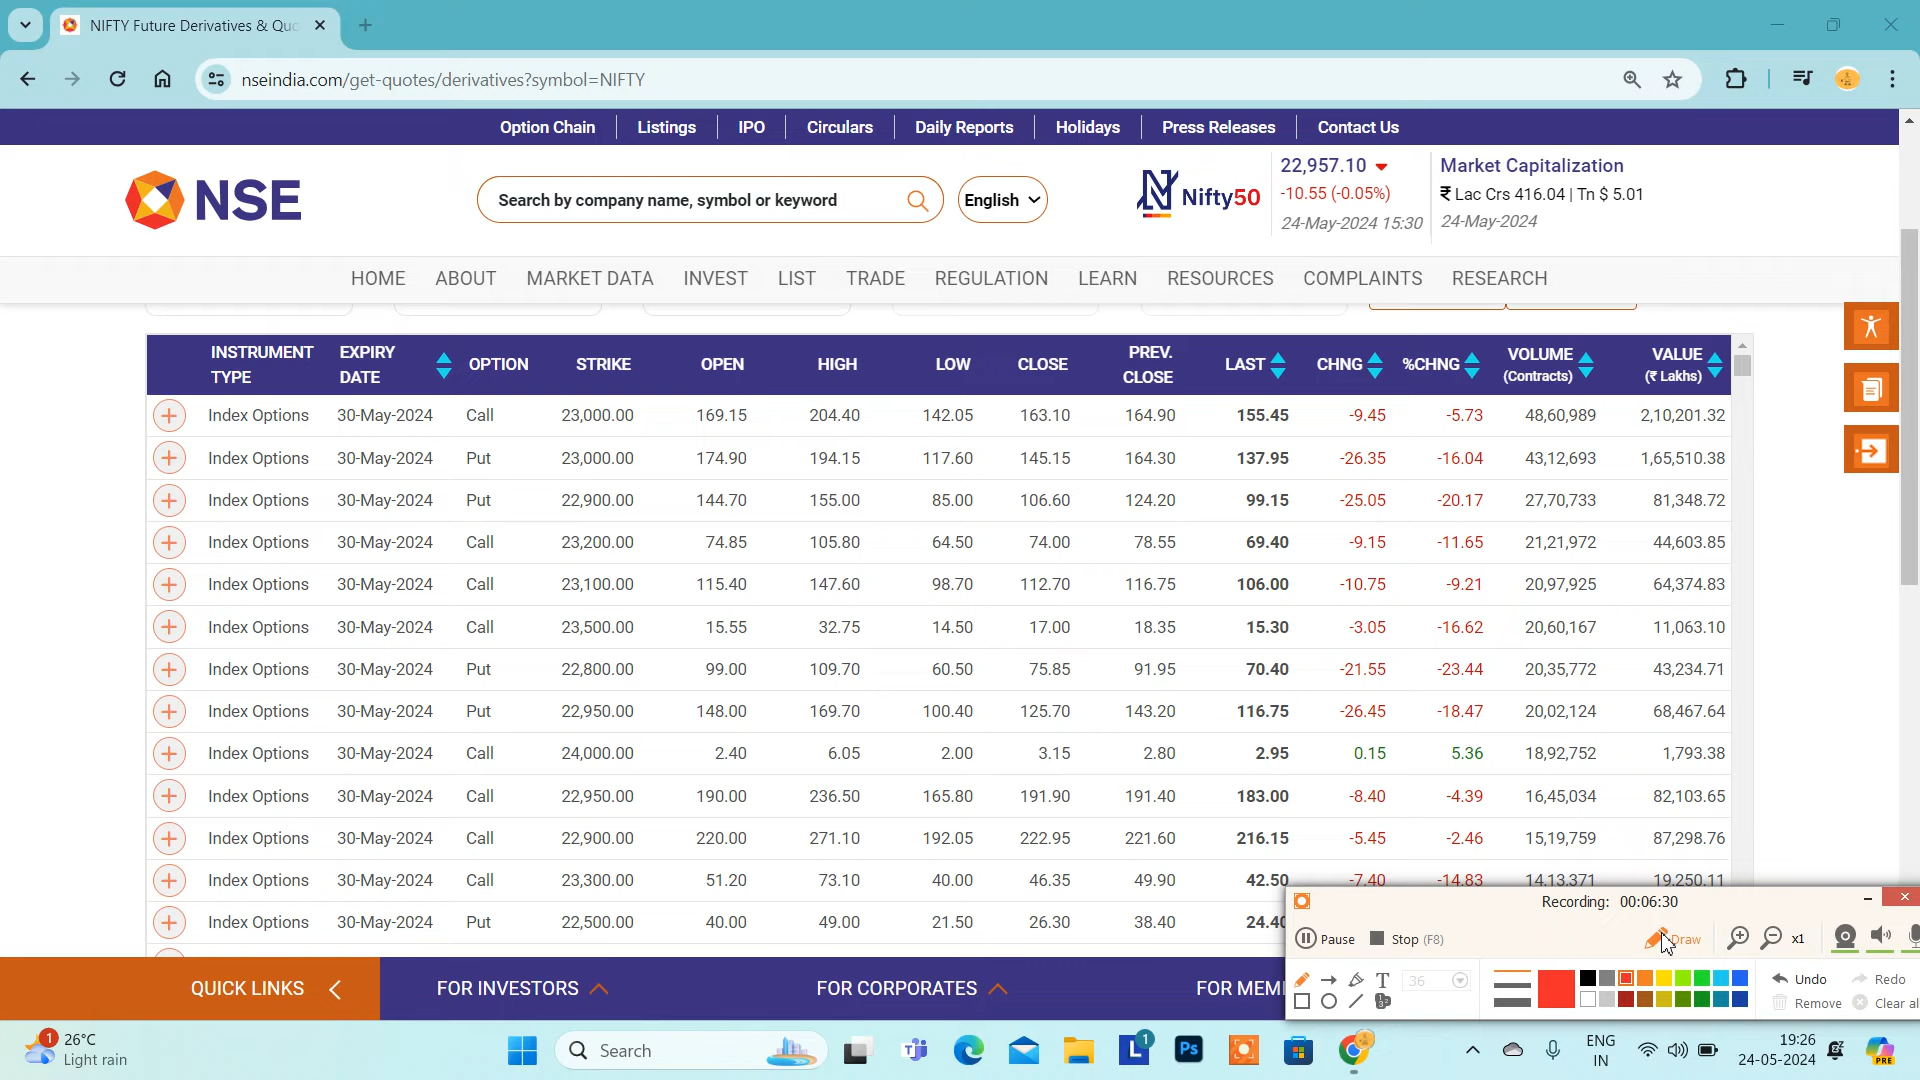 NIFTY Future Derivatives & Quo
nseindia.com/get-quotes/derivatives?symbol=NIFTY
Option Chain Listings IPO Circulars Daily Reports Holidays Press Releases Contact Us
NSE
Search by company name, symbol or keyword
English
Nifty50
22,957.10
-10.55 (-0.05%)
24-May-2024 15:30
Market Capitalization
₹ Lac Crs 416.04 | Tn $ 5.01
24-May-2024
HOME ABOUT MARKET DATA INVEST LIST TRADE REGULATION LEARN RESOURCES COMPLAINTS RESEARCH
INSTRUMENT TYPE EXPIRY DATE OPTION STRIKE OPEN HIGH LOW CLOSE PREV. CLOSE LAST CHNG %CHNG VOLUME (Contracts) VALUE (₹ Lakhs)
Index Options 30-May-2024 Call 23,000.00 169.15 204.40 142.05 163.10 164.90 155.45 -9.45 -5.73 48,60,989 2,10,201.32
Index Options 30-May-2024 Put 23,000.00 174.90 194.15 117.60 145.15 164.30 137.95 -26.35 -16.04 43,12,693 1,65,510.38
Index Options 30-May-2024 Put 22,900.00 144.70 155.00 85.00 106.60 124.20 99.15 -25.05 -20.17 27,70,733 81,348.72
Index Options 30-May-2024 Call 23,200.00 74.85 105.80 64.50 74.00 78.55 69.40 -9.15 -11.65 21,21,972 44,603.85
Index Options 30-May-2024 Call 23,100.00 115.40 147.60 98.70 112.70 116.75 106.00 -10.75 -9.21 20,97,925 64,374.83
Index Options 30-May-2024 Call 23,500.00 15.55 32.75 14.50 17.00 18.35 15.30 -3.05 -16.62 20,60,167 11,063.10
Index Options 30-May-2024 Put 22,800.00 99.00 109.70 60.50 75.85 91.95 70.40 -21.55 -23.44 20,35,772 43,234.71
Index Options 30-May-2024 Put 22,950.00 148.00 169.70 100.40 125.70 143.20 116.75 -26.45 -18.47 20,02,124 68,467.64
Index Options 30-May-2024 Call 24,000.00 2.40 6.05 2.00 3.15 2.80 2.95 0.15 5.36 18,92,752 1,793.38
Index Options 30-May-2024 Call 22,950.00 190.00 236.50 165.80 191.90 191.40 183.00 -8.40 -4.39 16,45,034 82,103.65
Index Options 30-May-2024 Call 22,900.00 220.00 271.10 192.05 222.95 221.60 216.15 -5.45 -2.46 15,19,759 87,298.76
Index Options 30-May-2024 Call 23,300.00 51.20 73.10 40.00 46.35 49.90 42.50 -7.40 -14.83 14,13,371 19,250.11
Index Options 30-May-2024 Put 22,500.00 40.00 49.00 21.50 26.30 38.40 24.40
Recording: 00:06:30
Pause Stop (F8) Draw x1
T 36
Undo Redo
Remove Clear al
QUICK LINKS FOR INVESTORS FOR CORPORATES FOR MEM
1
26°C
Light rain
Search
L
1
Ps
ENG
IN
19:26
24-05-2024
PRE